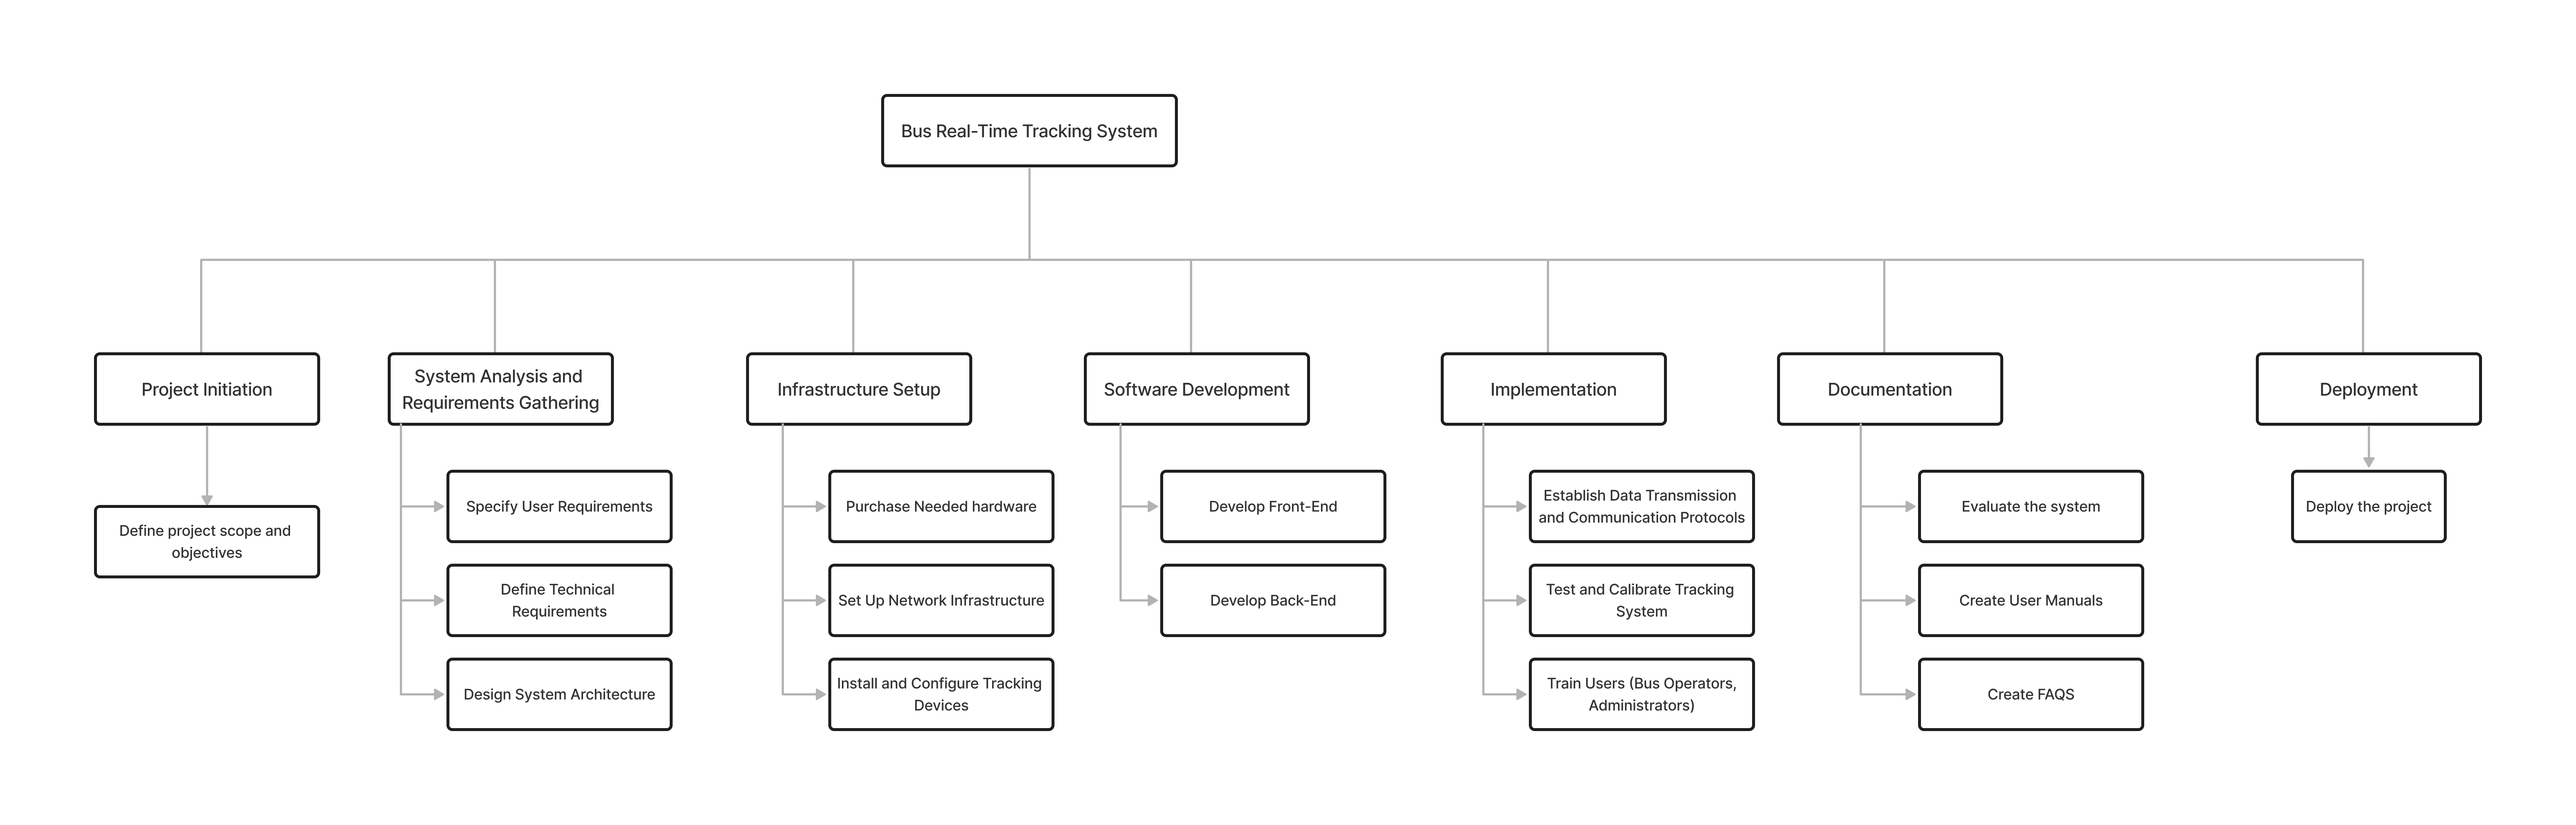 Bus Real-Time Tracking System
Project Initiation
System Analysis and
Requirements Gathering
Infrastructure Setup
Software Development
Implementation
Documentation
Deployment
Define project scope and
objectives
Specify User Requirements
Define Technical
Requirements
Design System Architecture
Purchase Needed hardware
Set Up Network Infrastructure
Install and Configure Tracking
Devices
Develop Front-End
Develop Back-End
Establish Data Transmission
and Communication Protocols
Test and Calibrate Tracking
System
Train Users (Bus Operators,
Administrators)
Evaluate the system
Create User Manuals
Create FAQS
Deploy the project